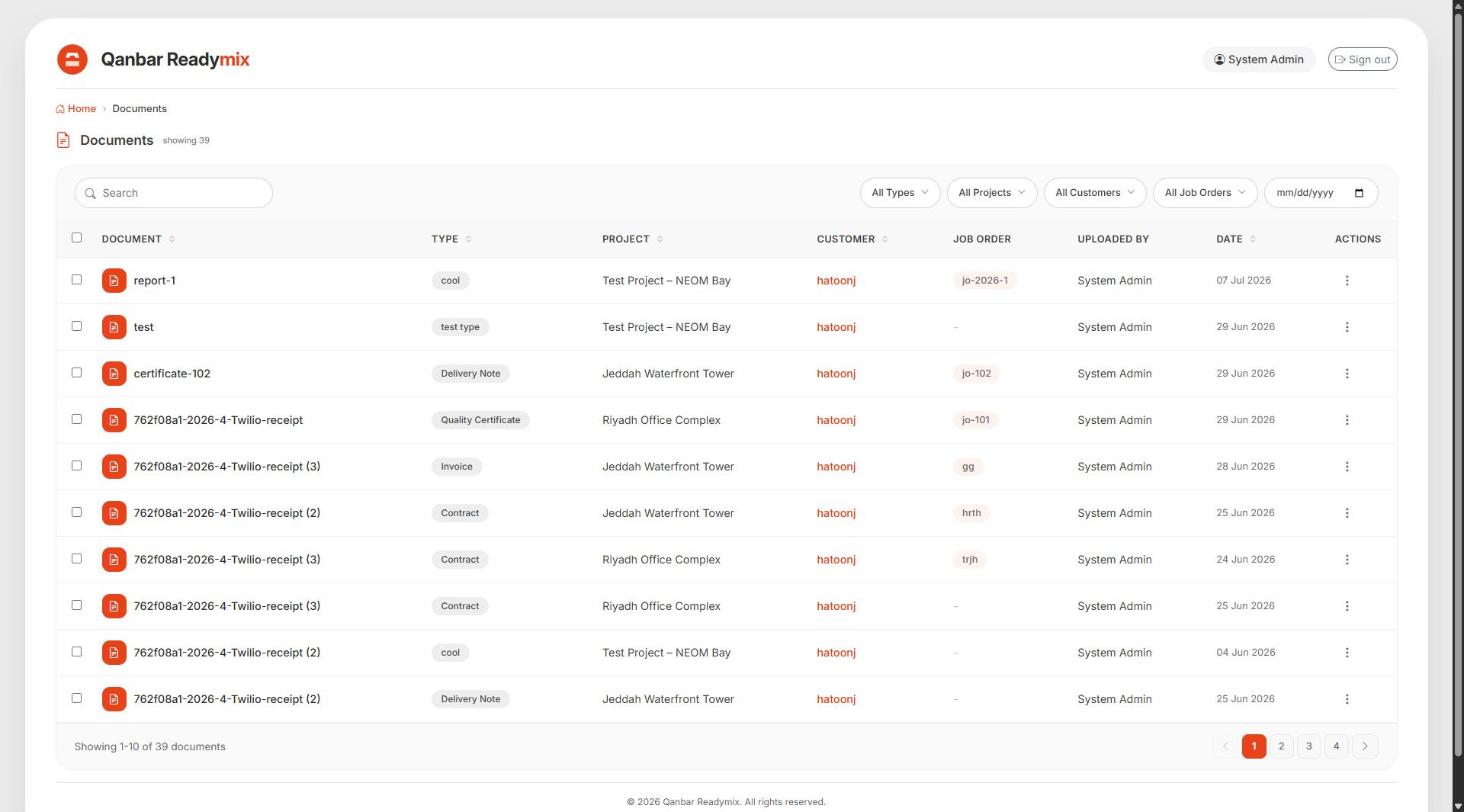 Qanbar Readymix
System Admin
Sign out
Home › Documents
Documents showing 39
Search
All Types
All Projects
All Customers
All Job Orders
mm/dd/yyyy
DOCUMENT TYPE PROJECT CUSTOMER JOB ORDER UPLOADED BY DATE ACTIONS
report-1 cool Test Project – NEOM Bay hatoonj jo-2026-1 System Admin 07 Jul 2026
test test type Test Project – NEOM Bay hatoonj - System Admin 29 Jun 2026
certificate-102 Delivery Note Jeddah Waterfront Tower hatoonj jo-102 System Admin 29 Jun 2026
762f08a1-2026-4-Twilio-receipt Quality Certificate Riyadh Office Complex hatoonj jo-101 System Admin 29 Jun 2026
762f08a1-2026-4-Twilio-receipt (3) Invoice Jeddah Waterfront Tower hatoonj gg System Admin 28 Jun 2026
762f08a1-2026-4-Twilio-receipt (2) Contract Jeddah Waterfront Tower hatoonj hrth System Admin 25 Jun 2026
762f08a1-2026-4-Twilio-receipt (3) Contract Riyadh Office Complex hatoonj trjh System Admin 24 Jun 2026
762f08a1-2026-4-Twilio-receipt (3) Contract Riyadh Office Complex hatoonj - System Admin 25 Jun 2026
762f08a1-2026-4-Twilio-receipt (2) cool Test Project – NEOM Bay hatoonj - System Admin 04 Jun 2026
762f08a1-2026-4-Twilio-receipt (2) Delivery Note Jeddah Waterfront Tower hatoonj - System Admin 25 Jun 2026
Showing 1-10 of 39 documents
1 2 3 4
© 2026 Qanbar Readymix. All rights reserved.